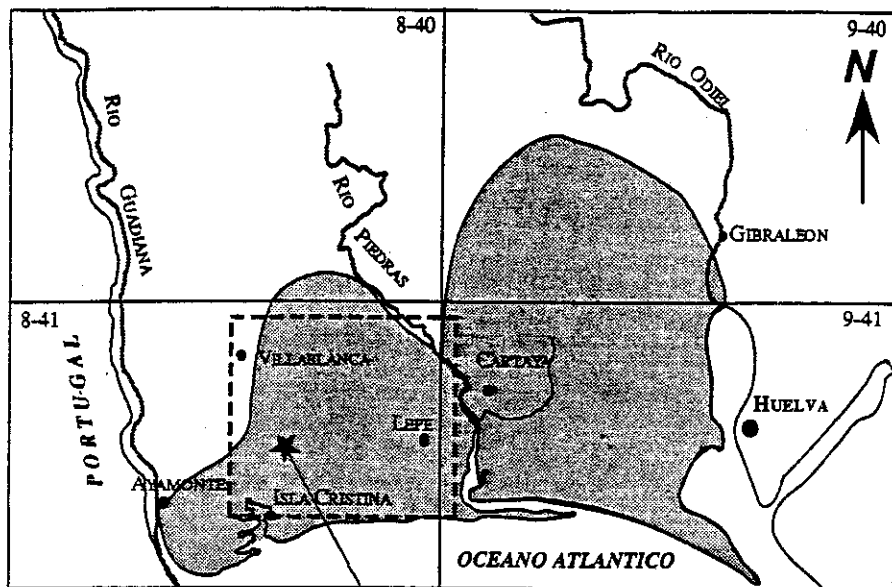 8-40
9-40
RIO ODIEL
N
RIO GUADIANA
RIO PIEDRAS
GIBRALEON
8-41
9-41
VILLABLANCA
CARTAYA
PORTUGAL
LEPE
HUELVA
AYAMONTE
ISLA CRISTINA
OCEANO ATLANTICO